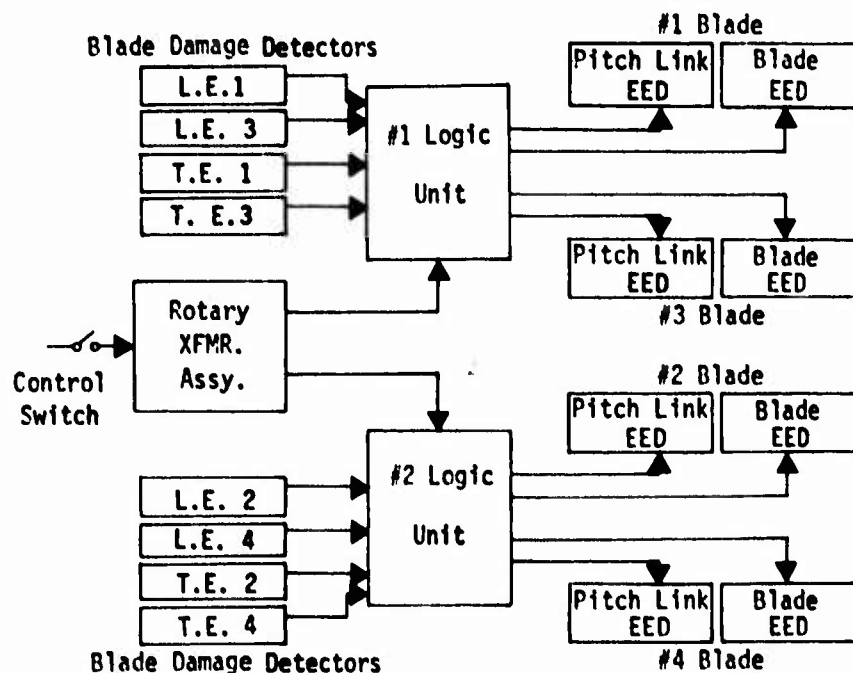 Blade Damage Detectors
L.E.1
L.E. 3
T.E. 1
T. E.3
#1 Logic
Unit
#1 Blade
Pitch Link
EED
Blade
EED
Pitch Link
EED
Blade
EED
#3 Blade
Rotary
XFMR.
Assy.
Control
Switch
#2 Blade
Pitch Link
EED
Blade
EED
#2 Logic
Unit
L.E. 2
L.E. 4
T.E. 2
T.E. 4
Blade Damage Detectors
Pitch Link
EED
Blade
EED
#4 Blade